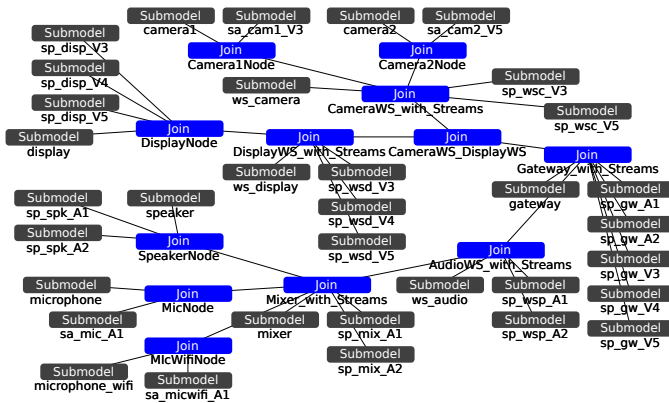 Submodel
camera1
Submodel
sa_cam1_V3
Submodel
camera2
Submodel
sa_cam2_V5
Submodel
sp_disp_V3
Join
Camera1Node
Join
Camera2Node
Submodel
sp_disp_V4
Submodel
sp_wsc_V3
Submodel
ws_camera
Join
CameraWS_with_Streams
Submodel
sp_disp_V5
Submodel
sp_wsc_V5
Join
DisplayNode
Submodel
display
Join
DisplayWS_with_Streams
Join
CameraWS_DisplayWS
Join
Gateway_with_Streams
Submodel
ws_display
Submodel
sp_wsd_V3
Submodel
gateway
Submodel
sp_gw_A1
Submodel
sp_spk_A1
Submodel
speaker
Submodel
sp_wsd_V4
Submodel
sp_gw_A2
Submodel
sp_spk_A2
Join
SpeakerNode
Submodel
sp_wsd_V5
Join
AudioWS_with_Streams
Submodel
sp_gw_V3
Submodel
microphone
Join
MicNode
Join
Mixer_with_Streams
Submodel
ws_audio
Submodel
sp_wsp_A1
Submodel
sp_gw_V4
Submodel
sa_mic_A1
Submodel
mixer
Submodel
sp_mix_A1
Submodel
sp_wsp_A2
Submodel
sp_gw_V5
Join
MIcWifiNode
Submodel
sp_mix_A2
Submodel
microphone_wifi
Submodel
sa_micwifi_A1